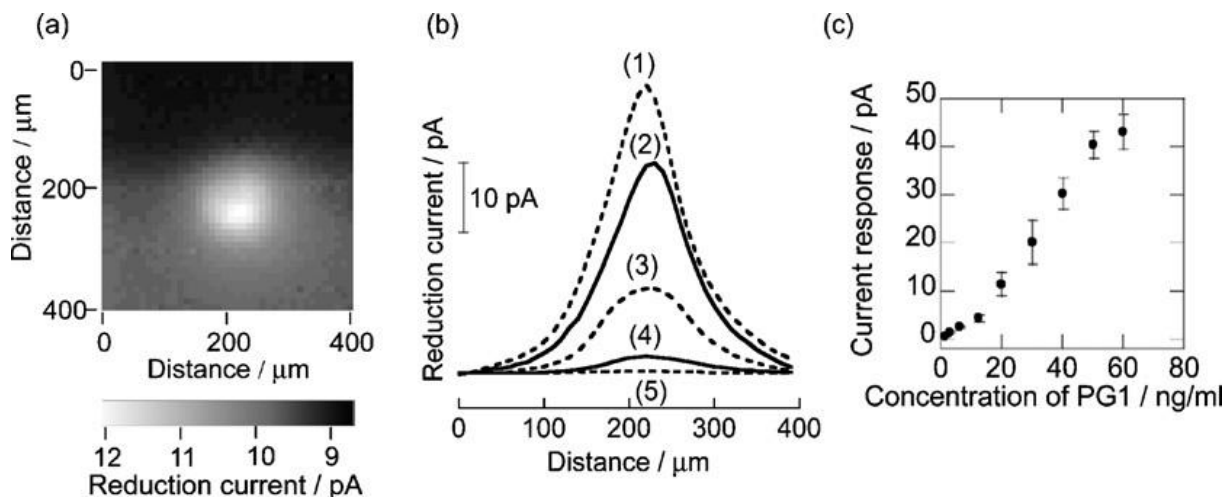 (a)
0
Distance / μm
200
400
0
200
400
Distance / μm
12
11
10
9
Reduction current / pA
(b)
Reduction current / pA
10 pA
(1)
(2)
(3)
(4)
(5)
0
100
200
300
400
Distance / μm
(c)
Current response / pA
50
40
30
20
10
0
0
20
40
60
80
Concentration of PG1 / ng/ml